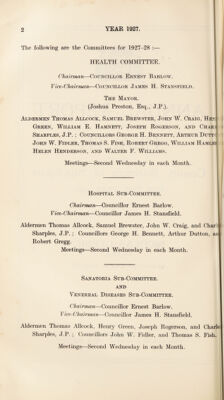 2 YEAR 1927.
The following are the Committees for 1927-28 :—
HEALTH COMMITTEE.
Chairman—Councillor Ernest Barlow.
Vice-Chairman—Councillor James H. Stansfield.
The Mayor.
(Joshua Preston, Esq., J.P.).
Aldermen Thomas Allcock, Samuel Brewster, John W. Craig,
Green, William E. Hamnett, Joseph Rogerson, and
Sharples, J.P.; Councillors George H. Bennett, Arthur
John W. Fidler, Thomas S. Fish, Robert Gregg, William
Helen Henderson, and Walter F. Williams.
Meetings—Second Wednesday in each Month.
Hospital Sub-Committee.
Chairman—Councillor Ernest Barlow.
Vice-Chairman—Councillor James H. Stansfield.
Aldermen Thomas Allcock, Samuel Brewster, John W. Craig, and
Sharples, J.P.; Councillors George H. Bennett, Arthur Dutton,
Robert Gregg.
Meetings—Second Wednesday in each Month.
Sanatoria Sub-Committee.
and
Venereal Diseases Sub-Committee.
Chairman—Councillor Ernest Barlow.
Vice-Chairman—Councillor James H. Stansfield.
Aldermen Thomas Allcock, Henry Green, Joseph Rogerson, and
Sharples, J.P.; Councillors John W. Fidler, and Thomas S. Fish.
Meetings—Second Wednesday in each Month.